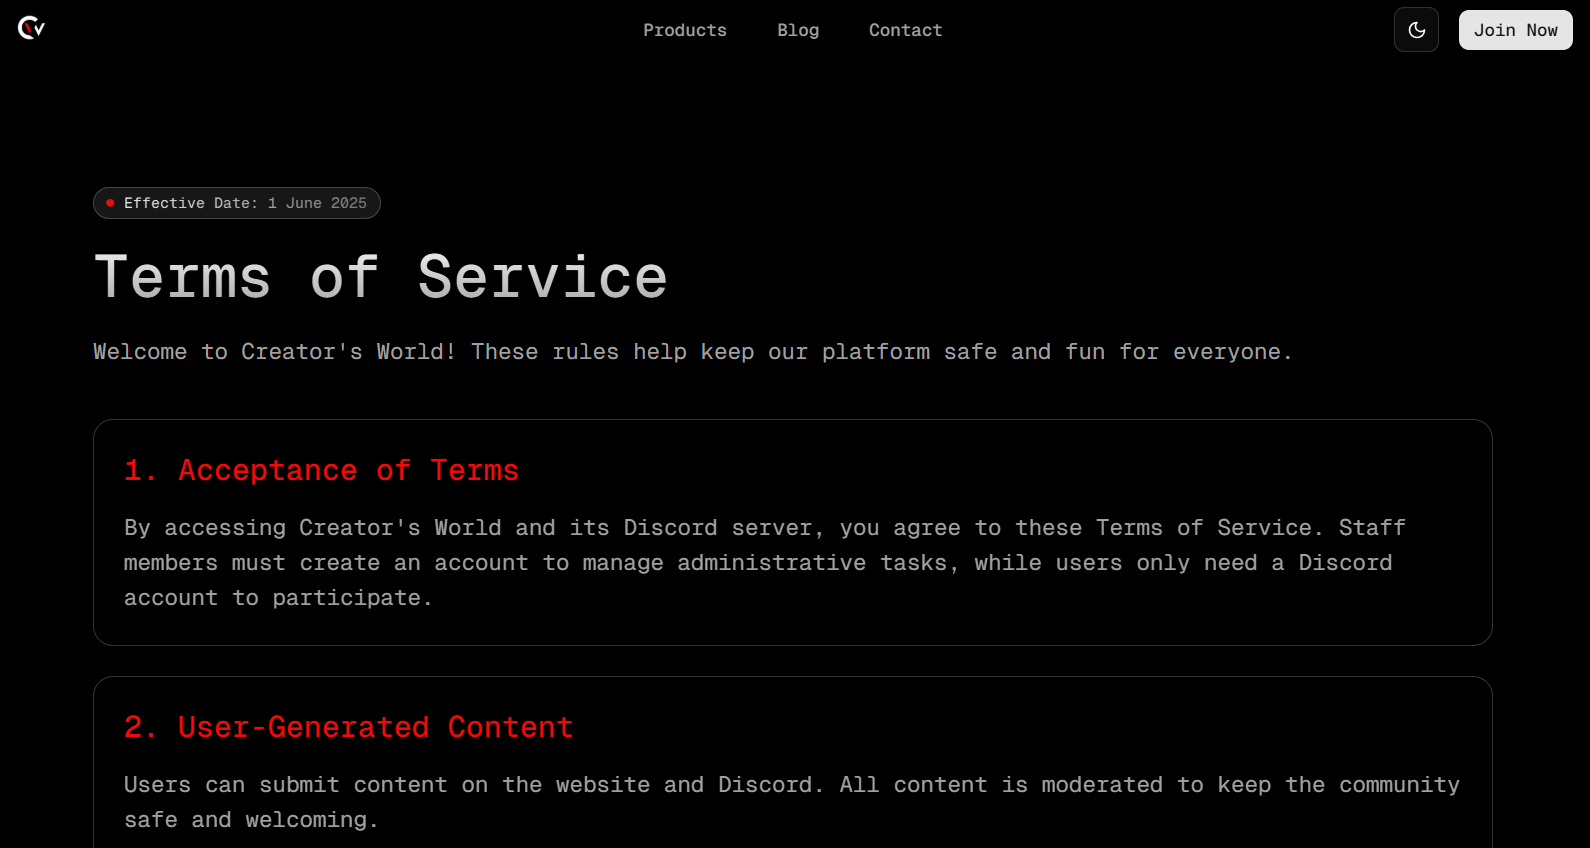 Products Blog Contact Join Now
Effective Date: 1 June 2025
Terms of Service
Welcome to Creator's World! These rules help keep our platform safe and fun for everyone.
1. Acceptance of Terms
By accessing Creator's World and its Discord server, you agree to these Terms of Service. Staff
members must create an account to manage administrative tasks, while users only need a Discord
account to participate.
2. User-Generated Content
Users can submit content on the website and Discord. All content is moderated to keep the community
safe and welcoming.